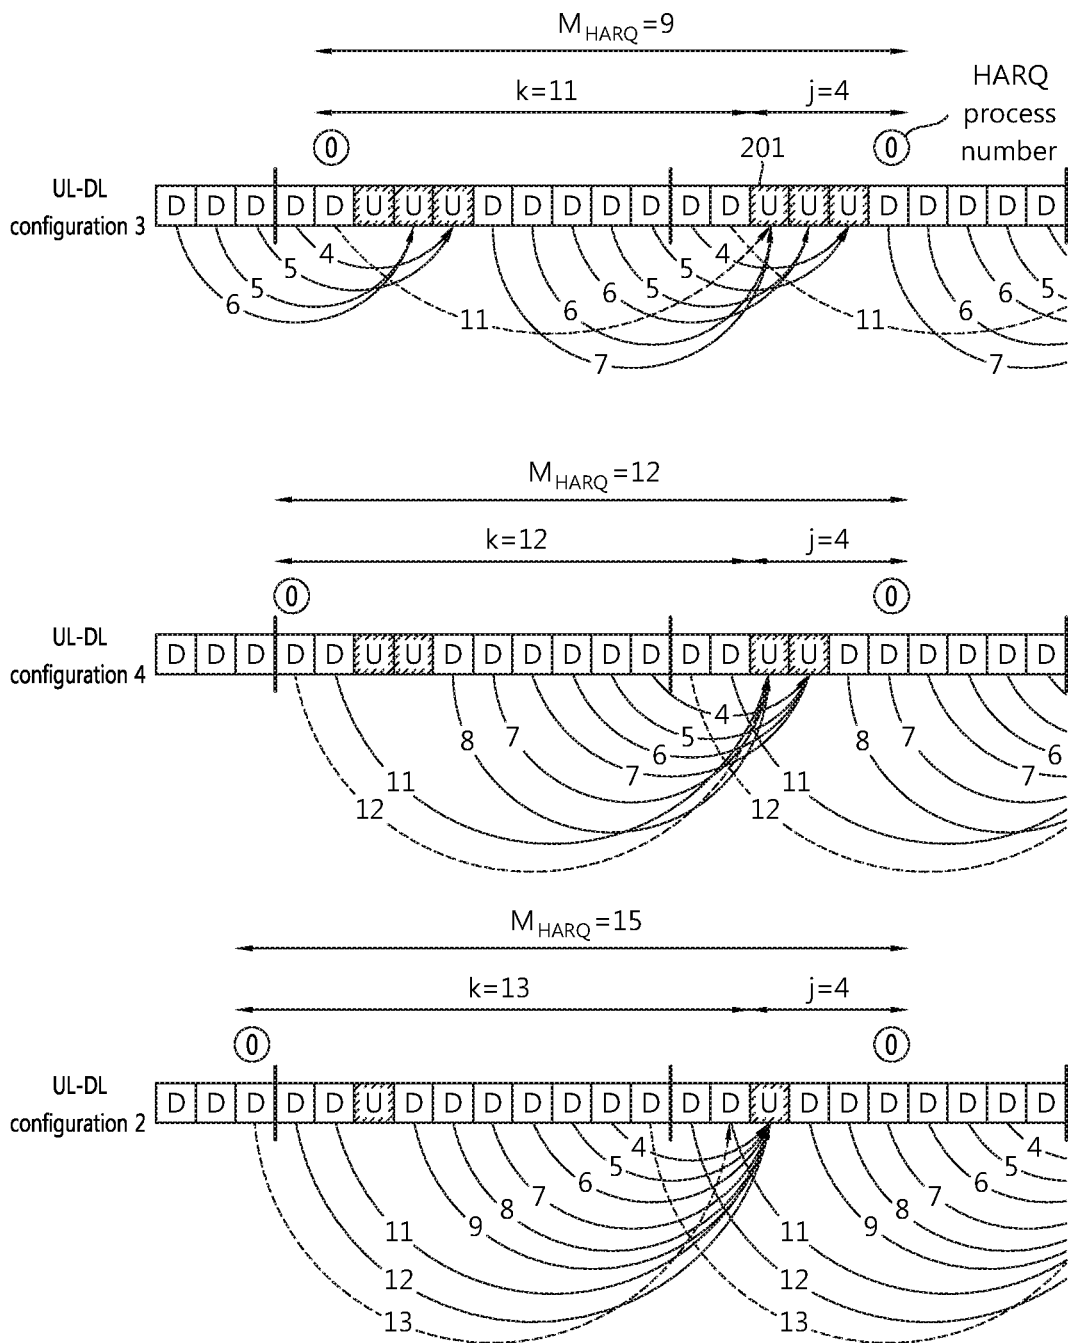 M_HARQ=9
k=11 j=4
HARQ process number
0 201 0
UL-DL configuration 3
D D D D D U U U D D D D D D D U U U D D D D D
6 5 5 4 11 7 6 6 6 5 5 4 11 7 6 6 5
M_HARQ=12
k=12 j=4
0 0
UL-DL configuration 4
D D D D D U U D D D D D D D D U U D D D D D D
12 11 8 7 7 6 5 4 12 11 8 7 7 6
M_HARQ=15
k=13 j=4
0 0
UL-DL configuration 2
D D D D D U D D D D D D D D D U D D D D D D D
13 12 11 9 8 7 6 5 4 13 12 11 9 8 7 6 5 4